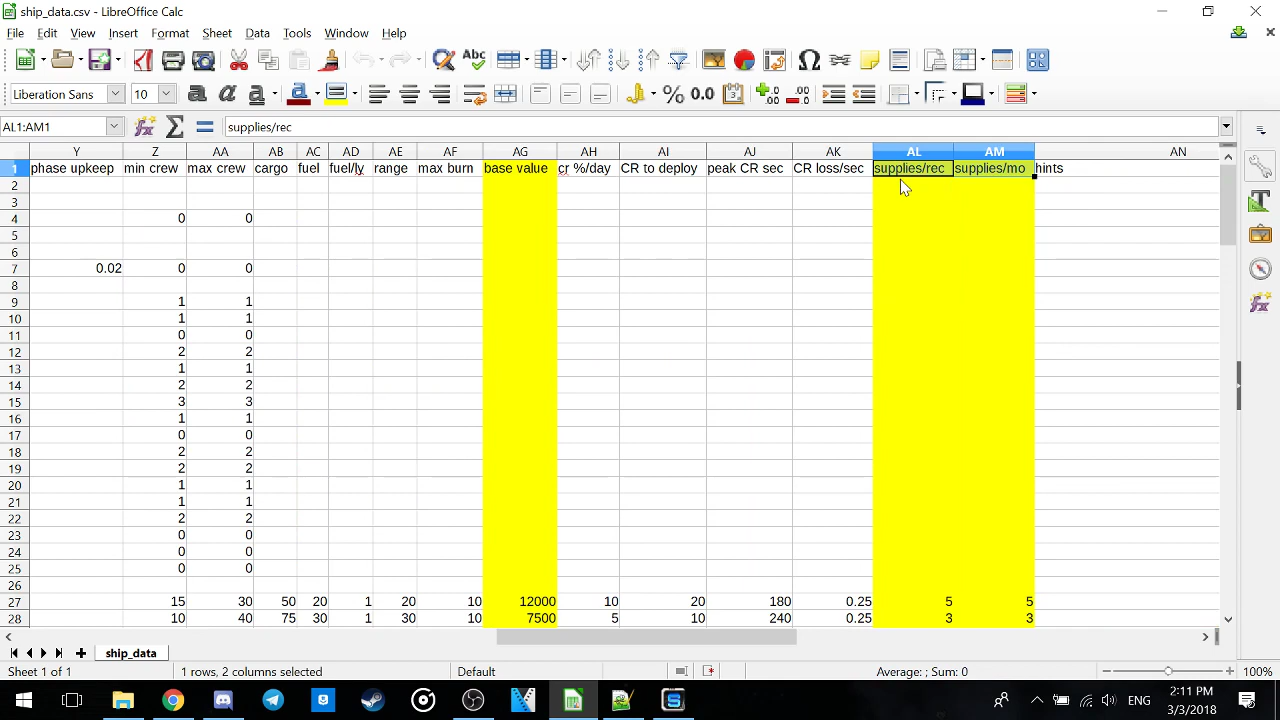 ship_data.csv - LibreOffice Calc
File Edit View Insert Format Sheet Data Tools Window Help
Liberation Sans 10 a a a % 0.0
AL1:AM1 supplies/rec
Y Z AA AB AC AD AE AF AG AH AI AJ AK AL AM AN
1 phase upkeep min crew max crew cargo fuel fuel/ly range max burn base value cr %/day CR to deploy peak CR sec CR loss/sec supplies/rec supplies/mo hints
2
3
4 0 0
5
6
7 0.02 0 0
8
9 1 1
10 1 1
11 0 0
12 2 2
13 1 1
14 2 2
15 3 3
16 1 1
17 0 0
18 2 2
19 2 2
20 1 1
21 1 1
22 2 2
23 0 0
24 0 0
25 0 0
26
27 15 30 50 20 1 20 10 12000 10 20 180 0.25 5 5
28 10 40 75 30 1 30 10 7500 5 10 240 0.25 3 3
ship_data
Sheet 1 of 1 1 rows, 2 columns selected Default Average: ; Sum: 0 100%
ENG 2:11 PM
3/3/2018